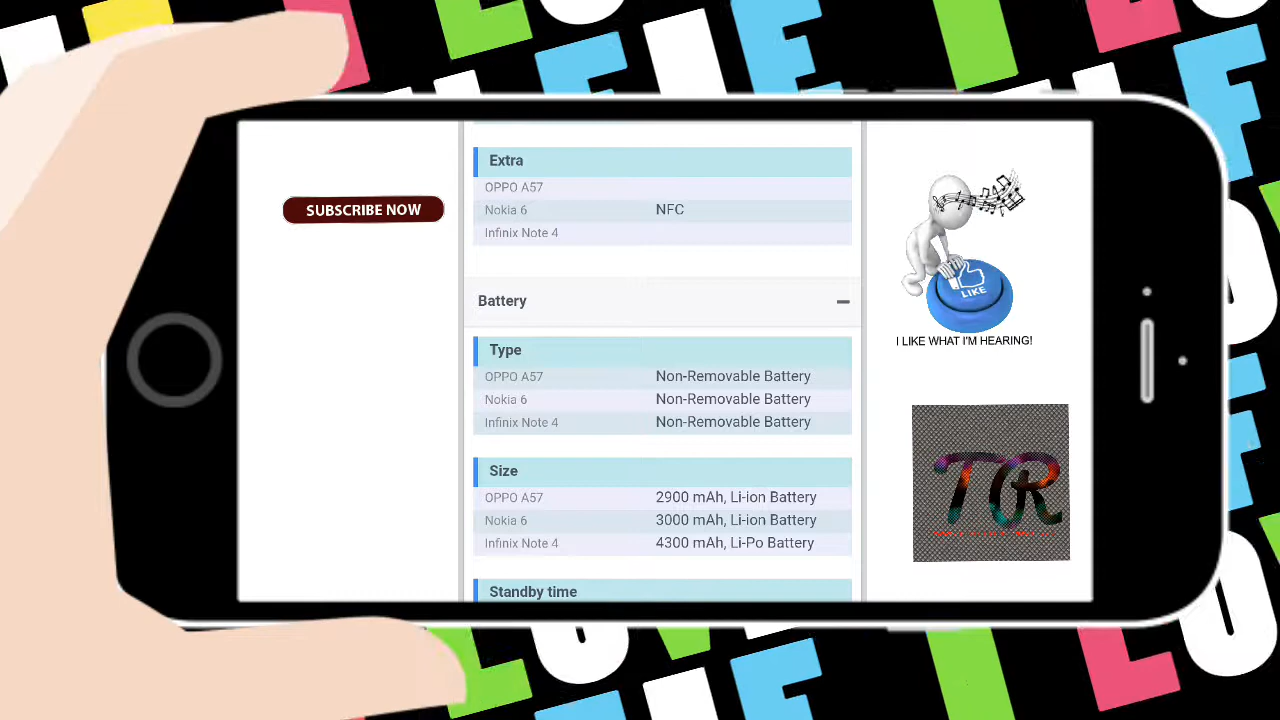 SUBSCRIBE NOW
Extra
OPPO A57
Nokia 6 NFC
Infinix Note 4
Battery
Type
OPPO A57 Non-Removable Battery
Nokia 6 Non-Removable Battery
Infinix Note 4 Non-Removable Battery
Size
OPPO A57 2900 mAh, Li-ion Battery
Nokia 6 3000 mAh, Li-ion Battery
Infinix Note 4 4300 mAh, Li-Po Battery
Standby time
LIKE
I LIKE WHAT I'M HEARING!
TR